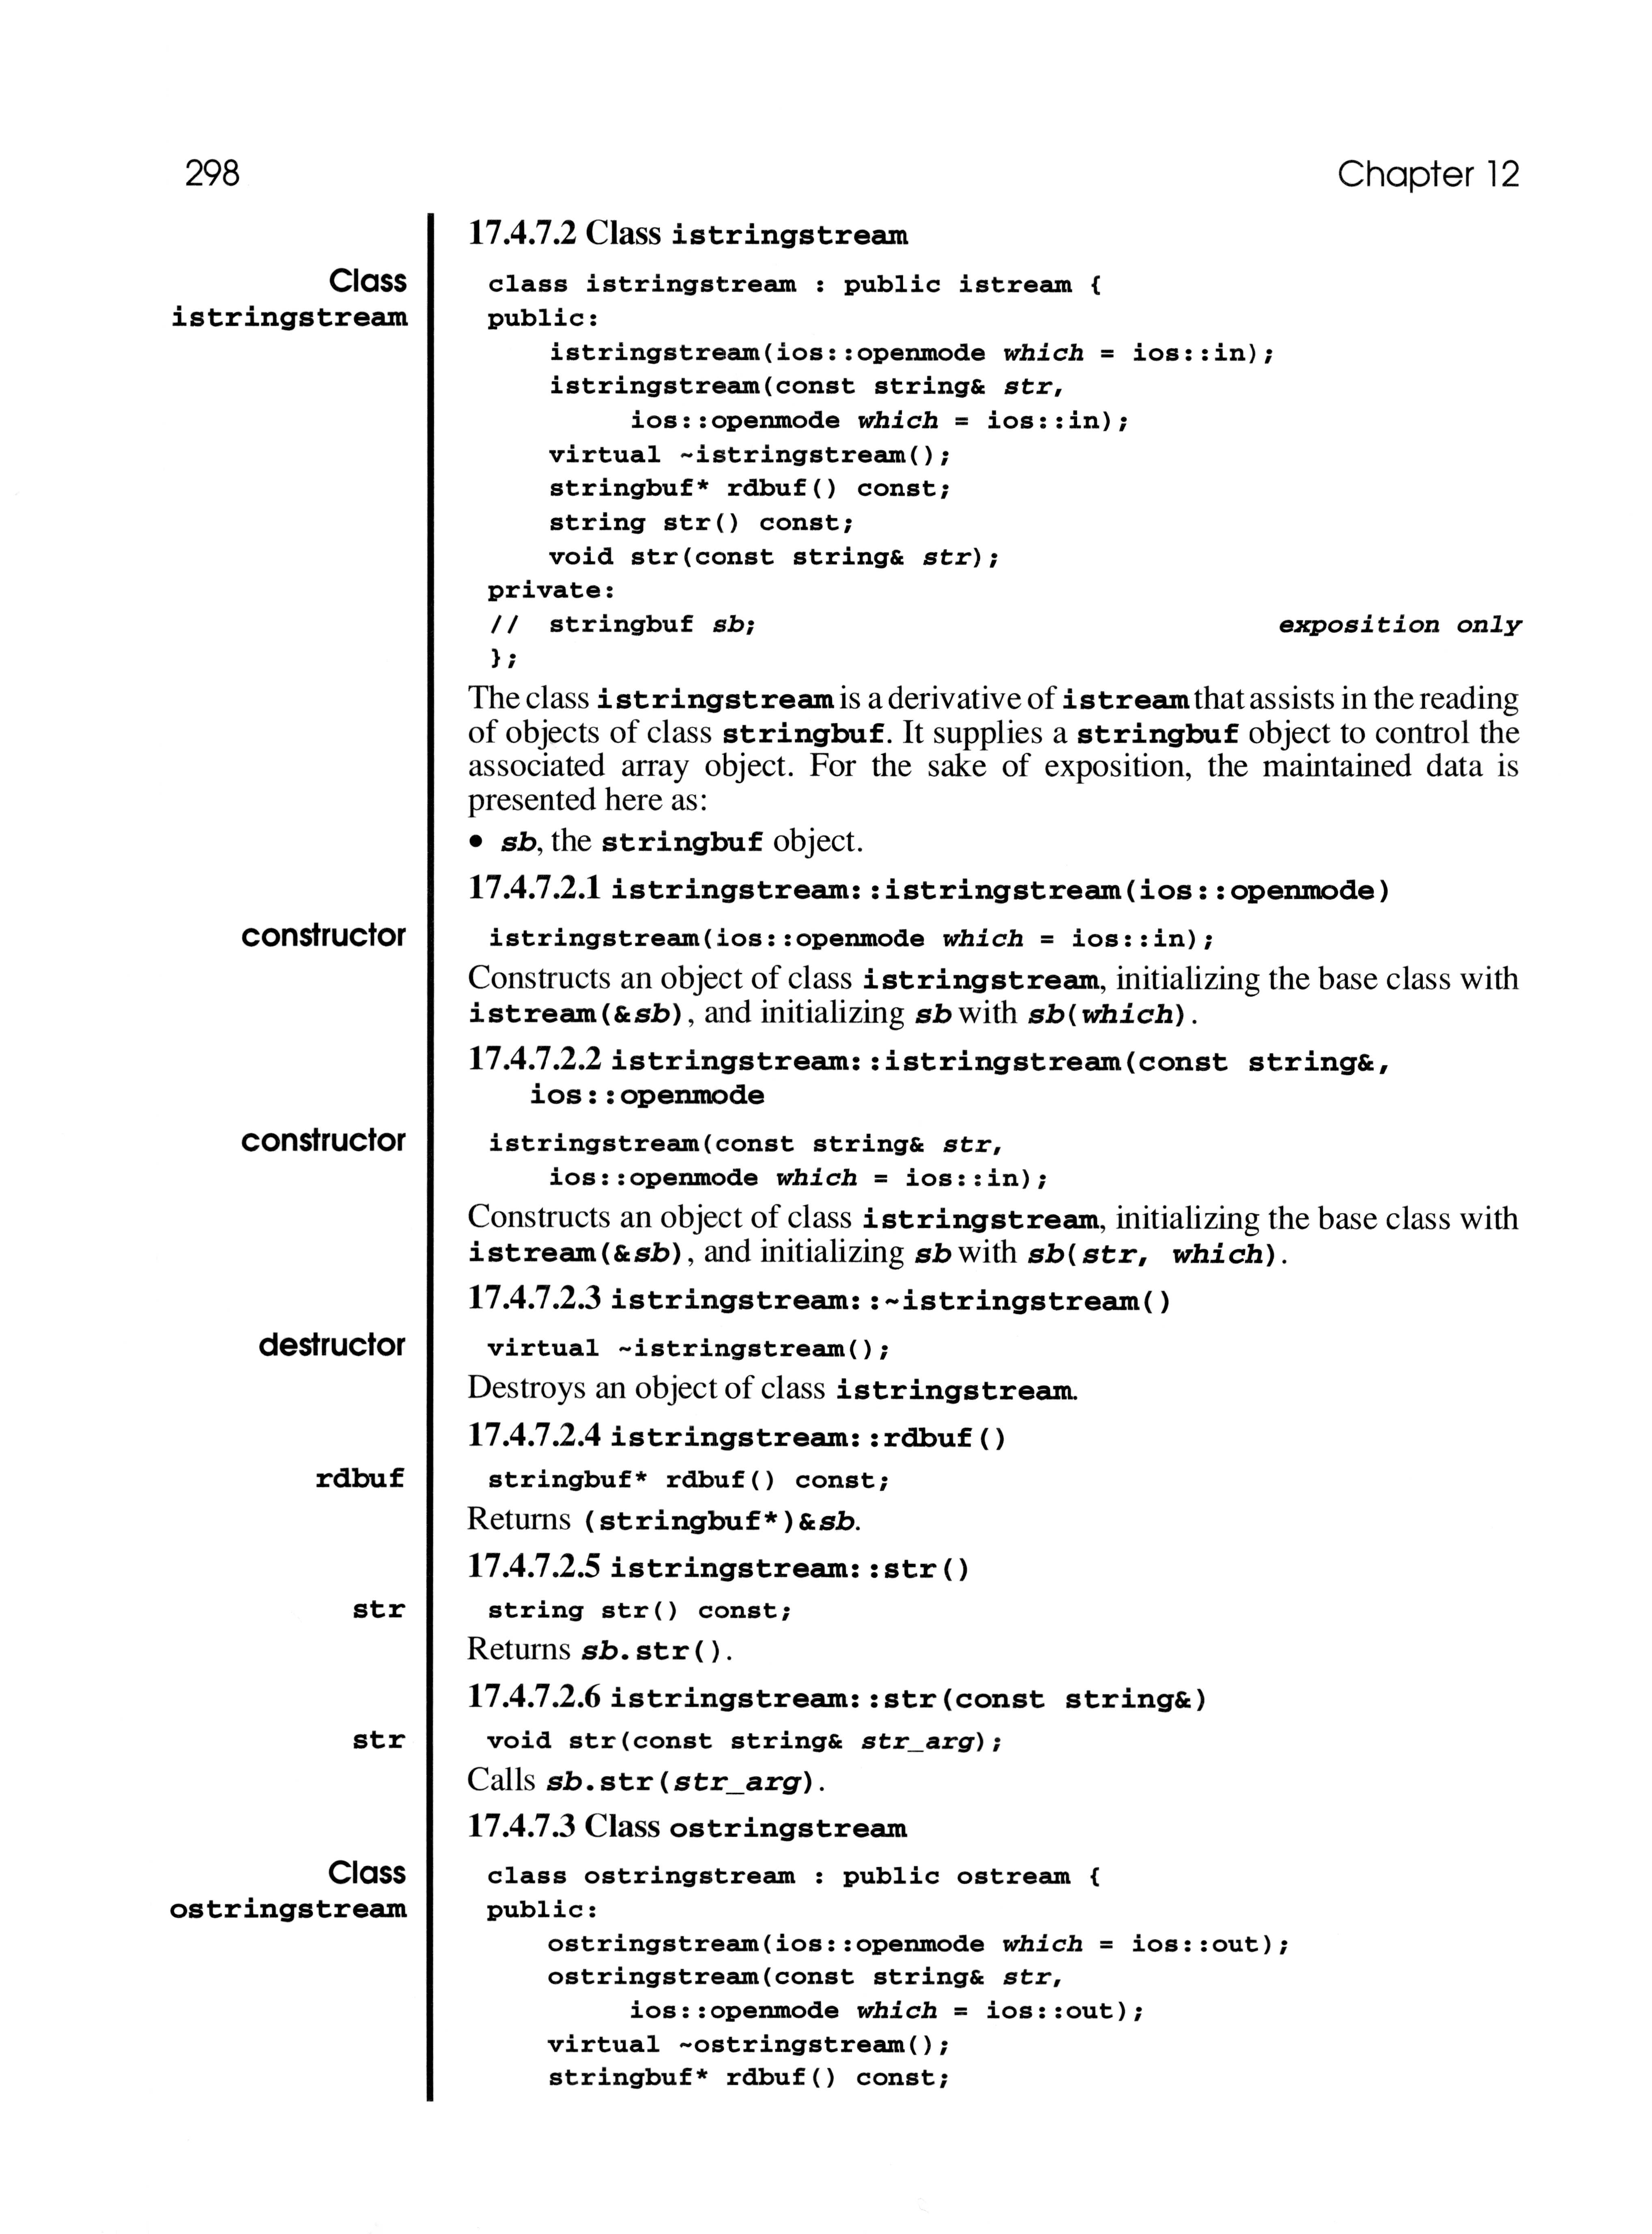 298 Chapter 12
17.4.7.2 Class istringstream
Class
istringstream
class istringstream : public istream {
public:
istringstream(ios::openmode which = ios::in);
istringstream(const string& str,
ios::openmode which = ios::in);
virtual ~istringstream();
stringbuf* rdbuf() const;
string str() const;
void str(const string& str);
private:
// stringbuf sb; exposition only
};
The class istringstream is a derivative of istream that assists in the reading
of objects of class stringbuf. It supplies a stringbuf object to control the
associated array object. For the sake of exposition, the maintained data is
presented here as:
• sb, the stringbuf object.
17.4.7.2.1 istringstream::istringstream(ios::openmode)
constructor
istringstream(ios::openmode which = ios::in);
Constructs an object of class istringstream, initializing the base class with
istream(&sb), and initializing sb with sb(which).
17.4.7.2.2 istringstream::istringstream(const string&,
ios::openmode
constructor
istringstream(const string& str,
ios::openmode which = ios::in);
Constructs an object of class istringstream, initializing the base class with
istream(&sb), and initializing sb with sb(str, which).
17.4.7.2.3 istringstream::~istringstream()
destructor
virtual ~istringstream();
Destroys an object of class istringstream.
17.4.7.2.4 istringstream::rdbuf()
rdbuf
stringbuf* rdbuf() const;
Returns (stringbuf*)&sb.
17.4.7.2.5 istringstream::str()
str
string str() const;
Returns sb.str().
17.4.7.2.6 istringstream::str(const string&)
str
void str(const string& str_arg);
Calls sb.str(str_arg).
17.4.7.3 Class ostringstream
Class
ostringstream
class ostringstream : public ostream {
public:
ostringstream(ios::openmode which = ios::out);
ostringstream(const string& str,
ios::openmode which = ios::out);
virtual ~ostringstream();
stringbuf* rdbuf() const;